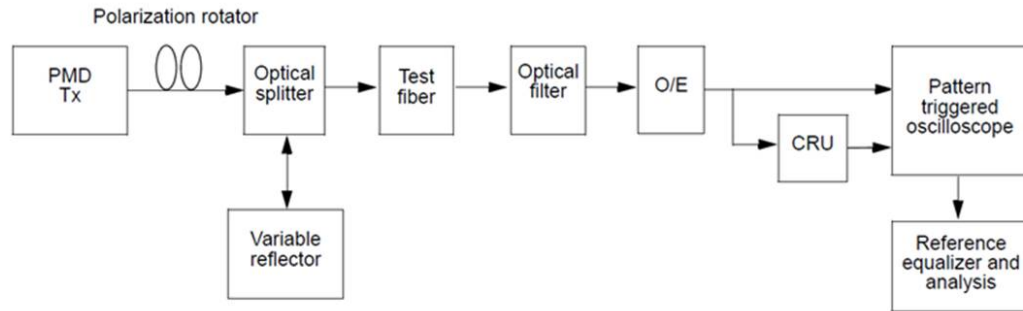 Polarization rotator
PMD
Tx
Optical
splitter
Test
fiber
Optical
filter
O/E
Pattern
triggered
oscilloscope
CRU
Variable
reflector
Reference
equalizer and
analysis